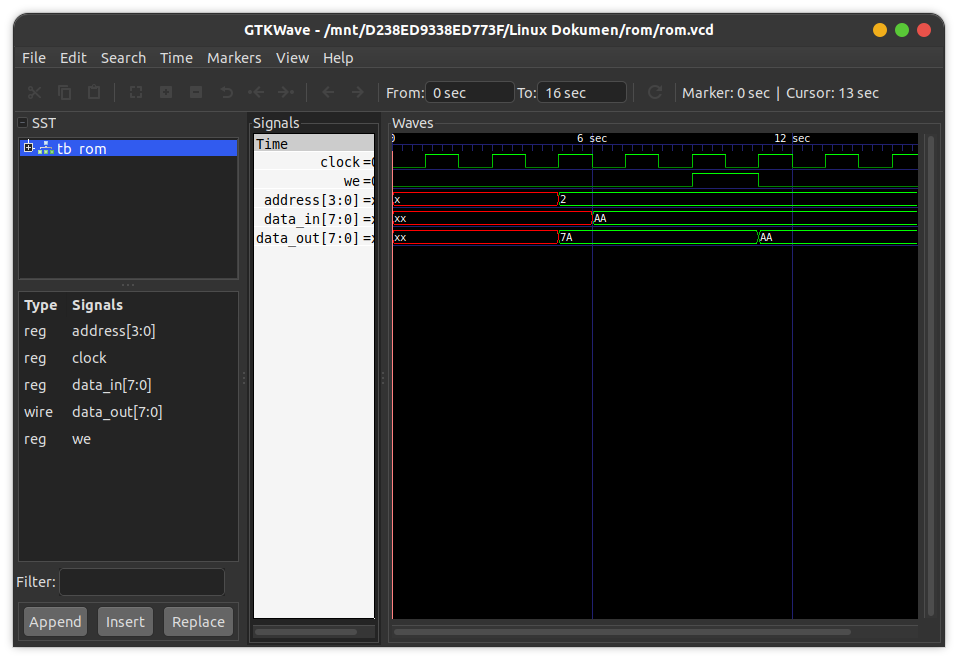 GTKWave - /mnt/D238ED9338ED773F/Linux Dokumen/rom/rom.vcd
File Edit Search Time Markers View Help
From: 0 sec To: 16 sec Marker: 0 sec | Cursor: 13 sec
SST
tb_rom
Type Signals
reg address[3:0]
reg clock
reg data_in[7:0]
wire data_out[7:0]
reg we
Filter:
Append Insert Replace
Signals
Time
clock =0
we =0
address[3:0] =x
data_in[7:0] =x
data_out[7:0] =x
Waves
0 6 sec 12 sec
x 2
xx AA
xx 7A AA